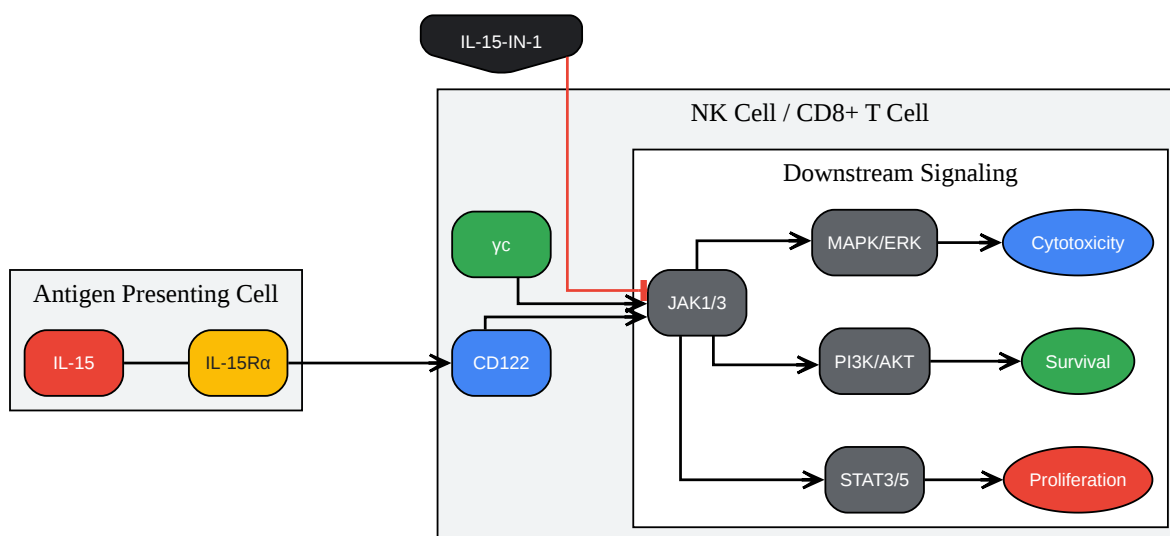 IL-15-IN-1
NK Cell / CD8+ T Cell
Downstream Signaling
γc
MAPK/ERK
Cytotoxicity
Antigen Presenting Cell
JAK1/3
IL-15
IL-15Rα
CD122
PI3K/AKT
Survival
STAT3/5
Proliferation